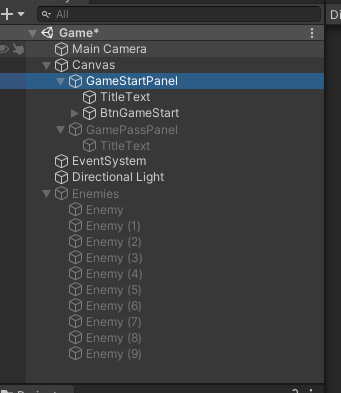 All
Game*
Main Camera
Canvas
GameStartPanel
TitleText
BtnGameStart
GamePassPanel
TitleText
EventSystem
Directional Light
Enemies
Enemy
Enemy (1)
Enemy (2)
Enemy (3)
Enemy (4)
Enemy (5)
Enemy (6)
Enemy (7)
Enemy (8)
Enemy (9)